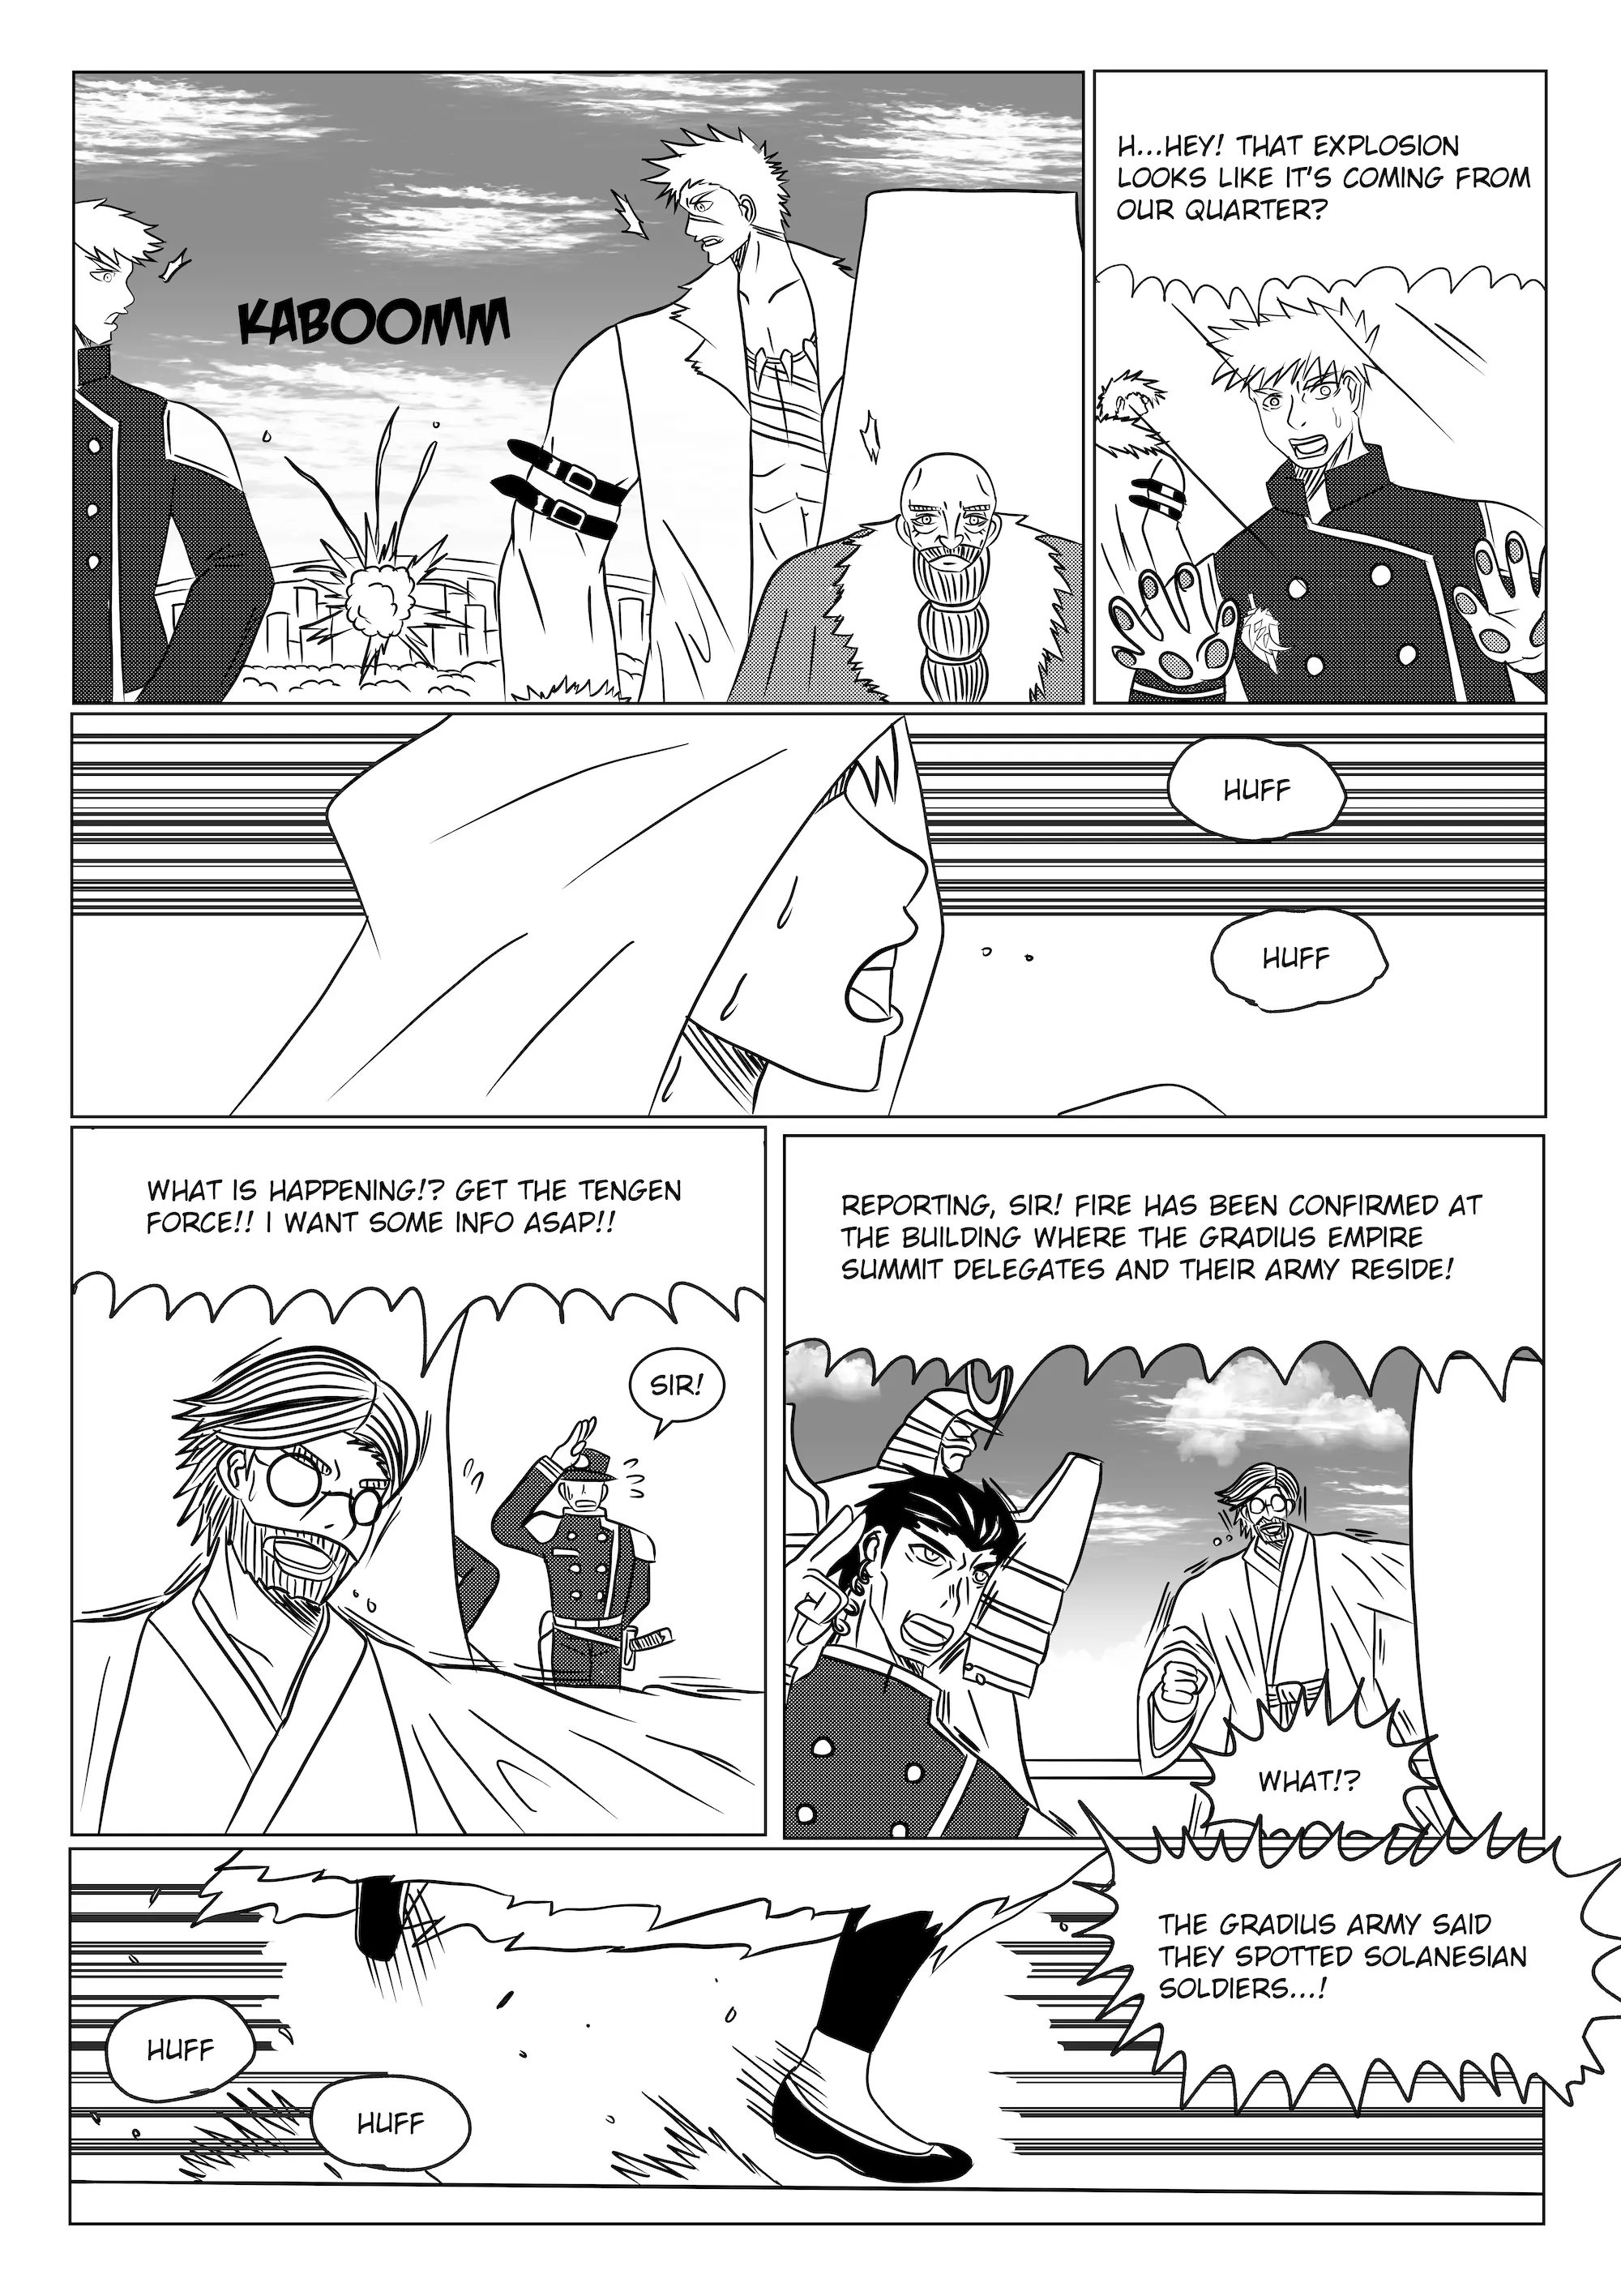 KABOOMM
H...HEY! THAT EXPLOSION
LOOKS LIKE IT'S COMING FROM
OUR QUARTER?
HUFF
HUFF
WHAT IS HAPPENING!? GET THE TENGEN
FORCE!! I WANT SOME INFO ASAP!!
SIR!
REPORTING, SIR! FIRE HAS BEEN CONFIRMED AT
THE BUILDING WHERE THE GRADIUS EMPIRE
SUMMIT DELEGATES AND THEIR ARMY RESIDE!
WHAT!?
THE GRADIUS ARMY SAID
THEY SPOTTED SOLANESIAN
SOLDIERS...!
HUFF
HUFF